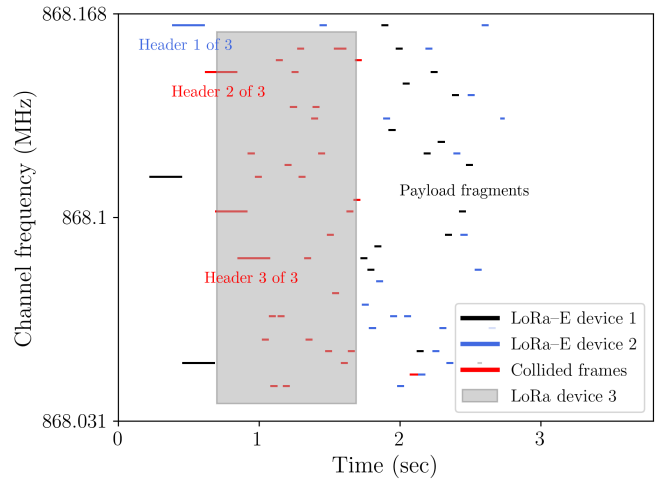 868.168
Header 1 of 3
Header 2 of 3
Payload fragments
868.1
Header 3 of 3
LoRa–E device 1
LoRa–E device 2
Collided frames
LoRa device 3
868.031
0
1
2
3
Time (sec)
Channel frequency (MHz)